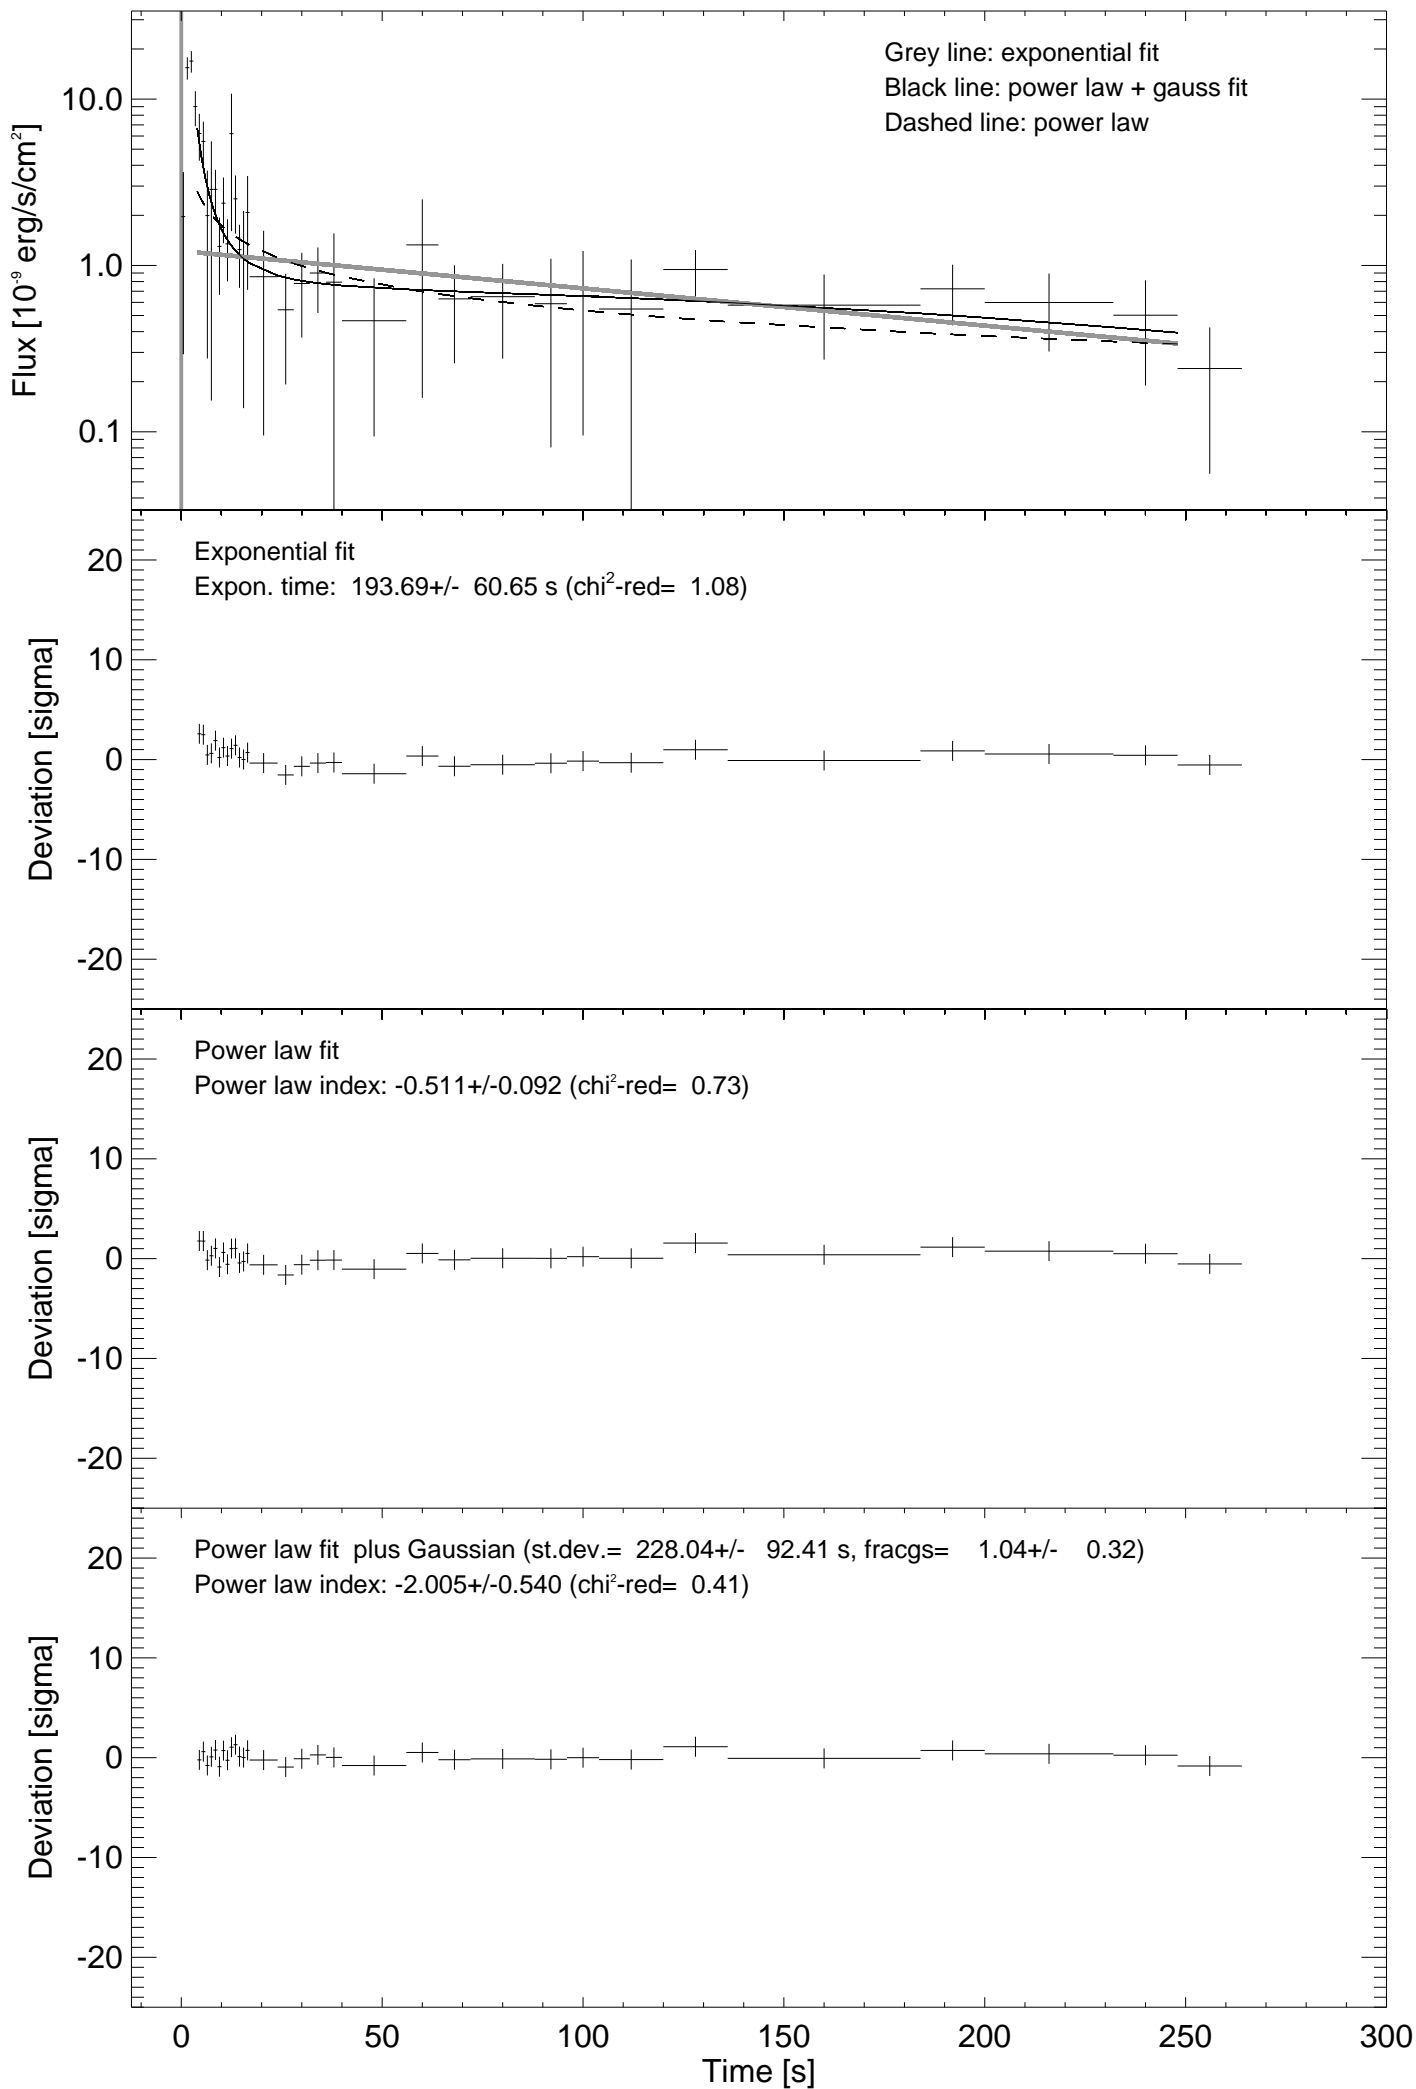 Grey line: exponential fit
Black line: power law + gauss fit
Dashed line: power law
Flux [10⁻⁹ erg/s/cm²]
10.0
1.0
0.1
Exponential fit
Expon. time:  193.69+/-  60.65 s (chi²-red=  1.08)
Deviation [sigma]
20
10
0
-10
-20
Power law fit
Power law index: -0.511+/-0.092 (chi²-red=  0.73)
Deviation [sigma]
20
10
0
-10
-20
Power law fit  plus Gaussian (st.dev.=  228.04+/-   92.41 s, fracgs=    1.04+/-    0.32)
Power law index: -2.005+/-0.540 (chi²-red=  0.41)
Deviation [sigma]
20
10
0
-10
-20
0 50 100 150 200 250 300
Time [s]